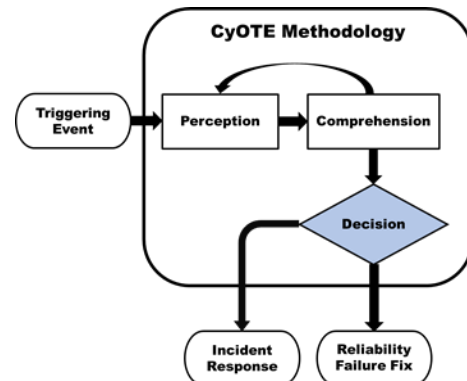 CyOTE Methodology
Triggering
Event
Perception
Comprehension
Decision
Incident
Response
Reliability
Failure Fix